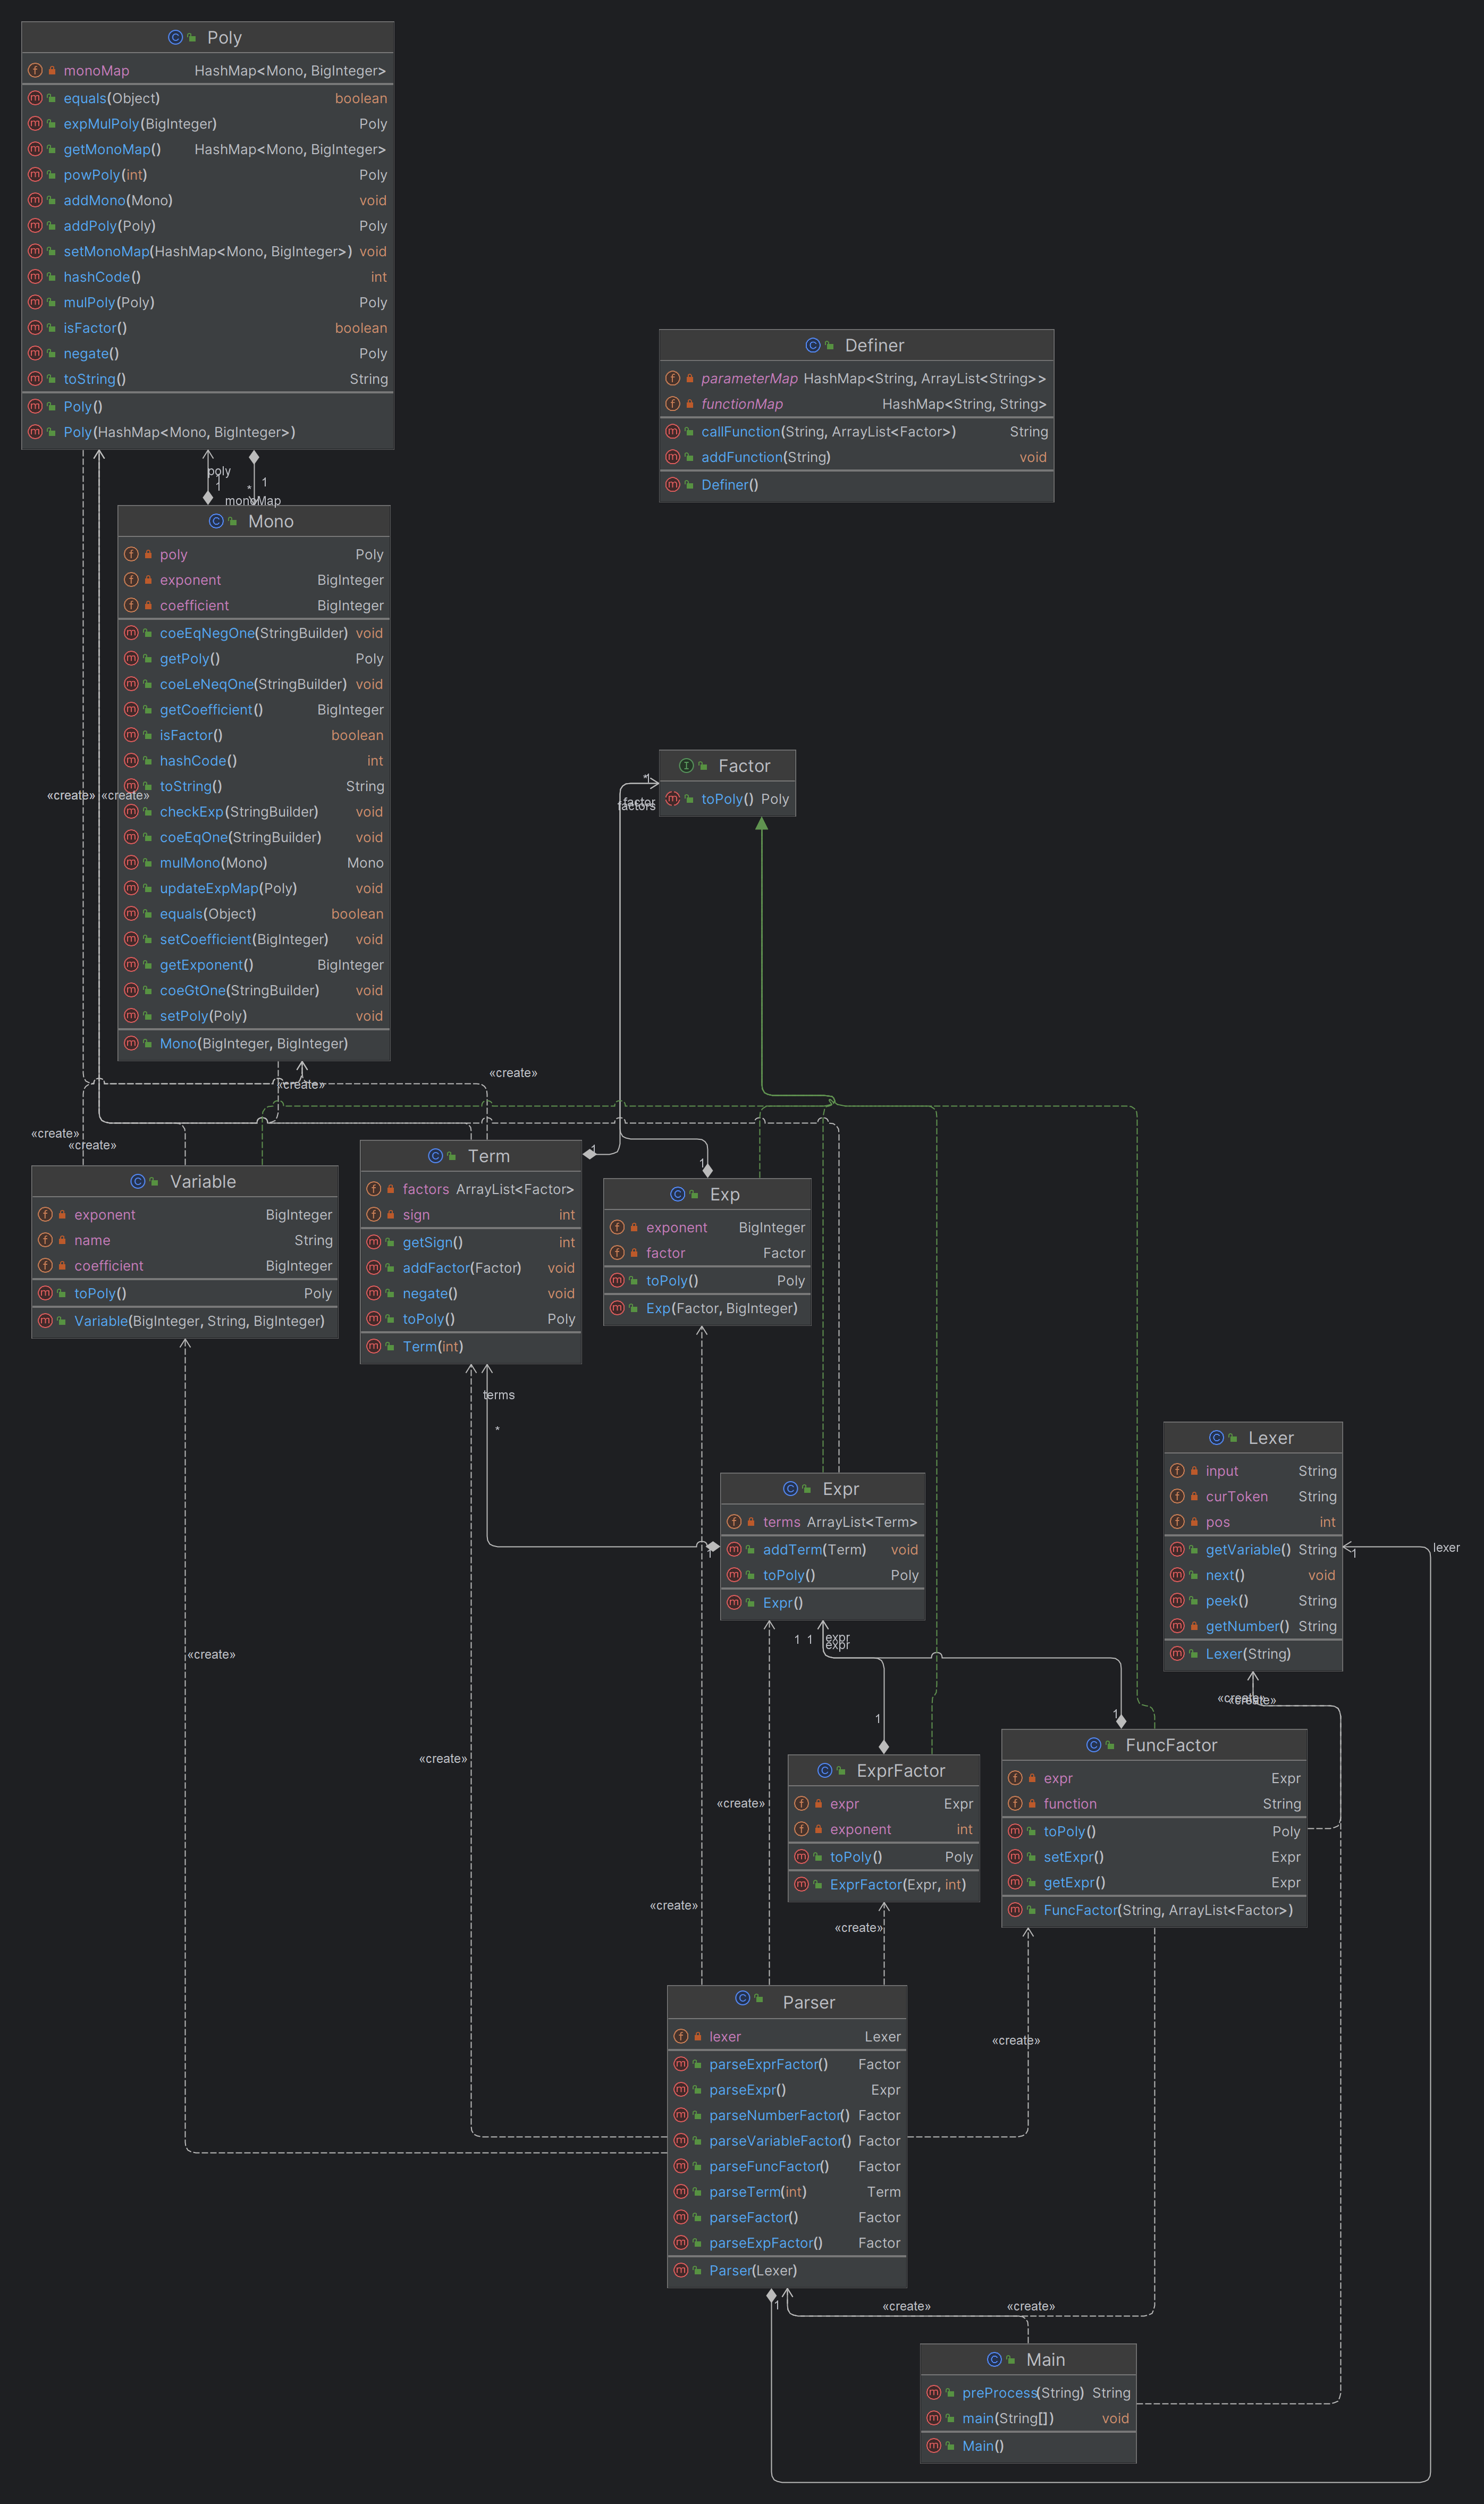 Poly
monoMap HashMap<Mono, BigInteger>
equals(Object) boolean
expMulPoly(BigInteger) Poly
getMonoMap() HashMap<Mono, BigInteger>
powPoly(int) Poly
addMono(Mono) void
addPoly(Poly) Poly
setMonoMap(HashMap<Mono, BigInteger>) void
hashCode() int
mulPoly(Poly) Poly
isFactor() boolean
negate() Poly
toString() String
Poly()
Poly(HashMap<Mono, BigInteger>)
Definer
parameterMap HashMap<String, ArrayList<String>>
functionMap HashMap<String, String>
callFunction(String, ArrayList<Factor>) String
addFunction(String) void
Definer()
poly
1
1
*
monoMap
Mono
poly Poly
exponent BigInteger
coefficient BigInteger
coeEqNegOne(StringBuilder) void
getPoly() Poly
coeLeNeqOne(StringBuilder) void
getCoefficient() BigInteger
isFactor() boolean
hashCode() int
toString() String
checkExp(StringBuilder) void
coeEqOne(StringBuilder) void
mulMono(Mono) Mono
updateExpMap(Poly) void
equals(Object) boolean
setCoefficient(BigInteger) void
getExponent() BigInteger
coeGtOne(StringBuilder) void
setPoly(Poly) void
Mono(BigInteger, BigInteger)
Factor
toPoly() Poly
*
1
factor
factors
«create»
«create»
«create»
«create»
«create»
«create»
Variable
exponent BigInteger
name String
coefficient BigInteger
toPoly() Poly
Variable(BigInteger, String, BigInteger)
Term
factors ArrayList<Factor>
sign int
getSign() int
addFactor(Factor) void
negate() void
toPoly() Poly
Term(int)
1
1
Exp
exponent BigInteger
factor Factor
toPoly() Poly
Exp(Factor, BigInteger)
terms
*
Expr
terms ArrayList<Term>
addTerm(Term) void
toPoly() Poly
Expr()
1
Lexer
input String
curToken String
pos int
getVariable() String
next() void
peek() String
getNumber() String
Lexer(String)
1
lexer
1 1
expr
expr
«create»
«create»
«create»
1
1
ExprFactor
expr Expr
exponent int
toPoly() Poly
ExprFactor(Expr, int)
FuncFactor
expr Expr
function String
toPoly() Poly
setExpr() Expr
getExpr() Expr
FuncFactor(String, ArrayList<Factor>)
«create»
«create»
«create»
«create»
«create»
Parser
lexer Lexer
parseExprFactor() Factor
parseExpr() Expr
parseNumberFactor() Factor
parseVariableFactor() Factor
parseFuncFactor() Factor
parseTerm(int) Term
parseFactor() Factor
parseExpFactor() Factor
Parser(Lexer)
1
«create»
«create»
Main
preProcess(String) String
main(String[]) void
Main()